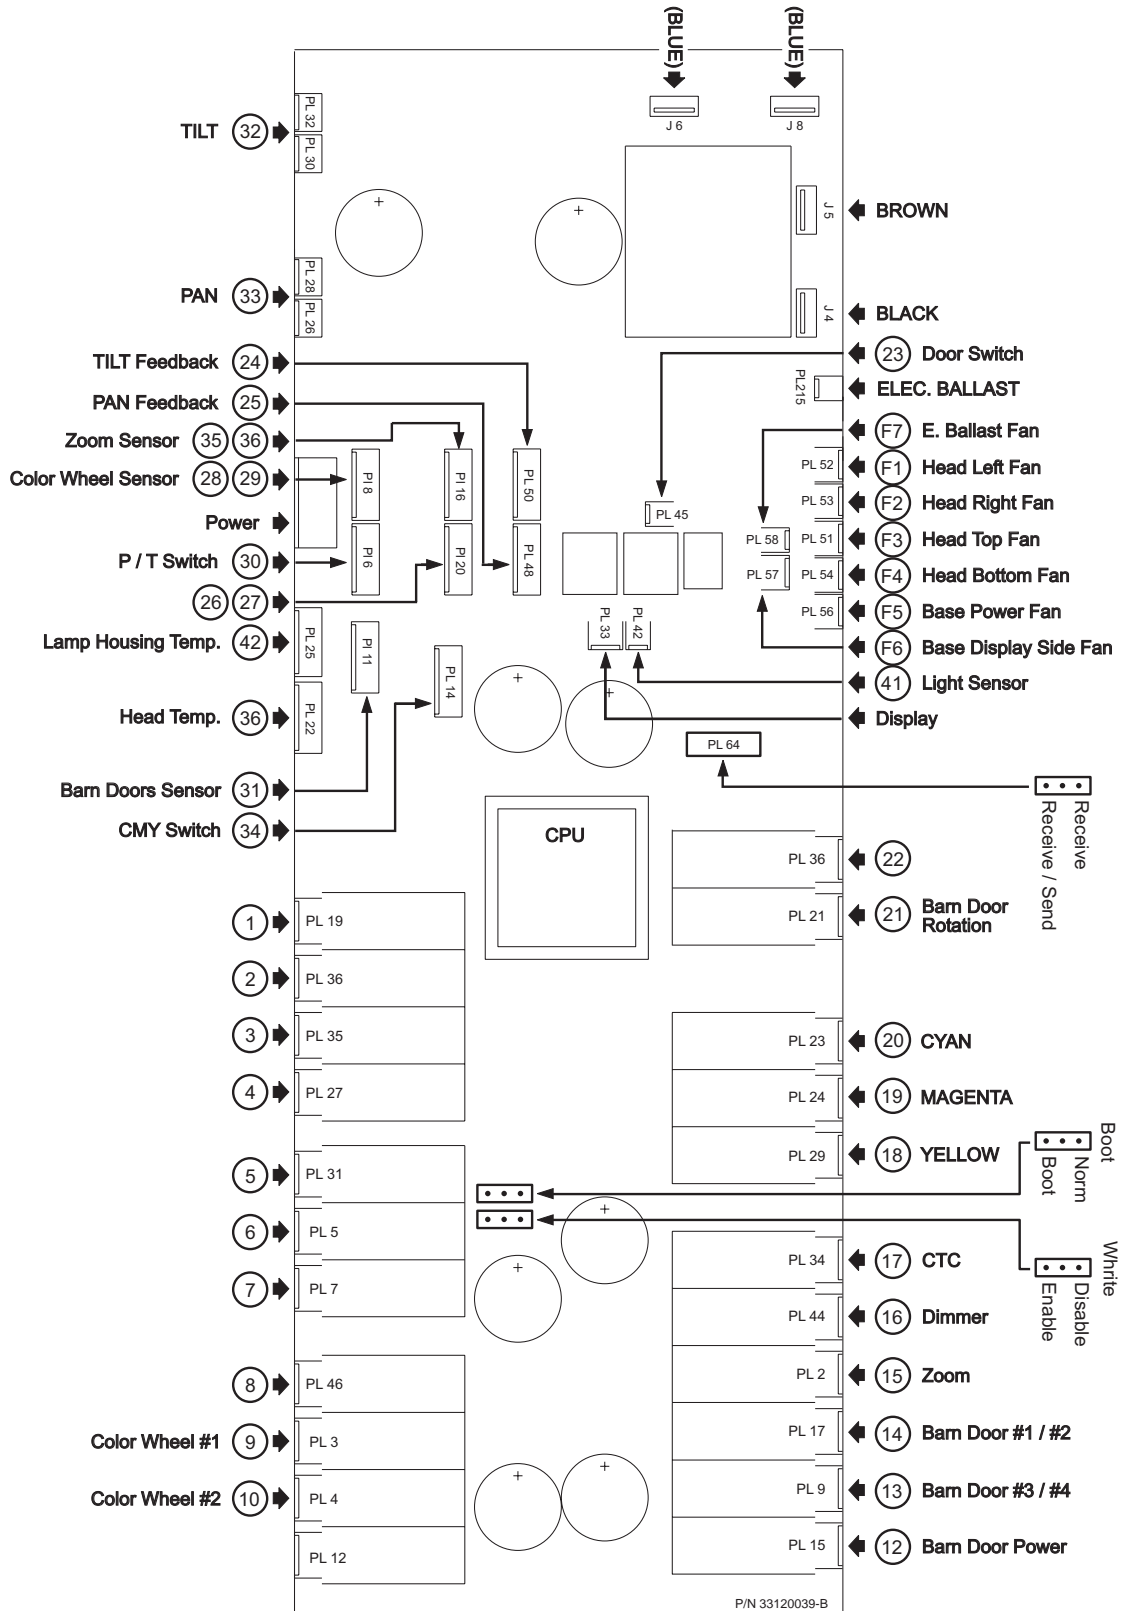 (BLUE)
(BLUE)
J 6
J 8
TILT 32
PL 32
PL 30
J 5
BROWN
PAN 33
PL 28
PL 26
J 4
BLACK
TILT Feedback 24
PAN Feedback 25
Zoom Sensor 35 36
Color Wheel Sensor 28 29
Power
P / T Switch 30
26 27
Lamp Housing Temp. 42
Head Temp. 36
Barn Doors Sensor 31
CMY Switch 34
PI 8
PI 16
PL 50
PI 6
PI 20
PL 48
PL 25
PI 11
PL 14
PL 22
PL 45
PL 33
PL 42
PL215
PL 58
PL 57
PL 52
PL 53
PL 51
PL 54
PL 56
23 Door Switch
ELEC. BALLAST
F7 E. Ballast Fan
F1 Head Left Fan
F2 Head Right Fan
F3 Head Top Fan
F4 Head Bottom Fan
F5 Base Power Fan
F6 Base Display Side Fan
41 Light Sensor
Display
PL 64
Receive
Receive / Send
CPU
1 PL 19
2 PL 36
3 PL 35
4 PL 27
5 PL 31
6 PL 5
7 PL 7
8 PL 46
Color Wheel #1 9 PL 3
Color Wheel #2 10 PL 4
PL 12
PL 36 22
PL 21 21 Barn Door
Rotation
PL 23 20 CYAN
PL 24 19 MAGENTA
PL 29 18 YELLOW
Boot
Norm
Boot
Whrite
Disable
Enable
PL 34 17 CTC
PL 44 16 Dimmer
PL 2 15 Zoom
PL 17 14 Barn Door #1 / #2
PL 9 13 Barn Door #3 / #4
PL 15 12 Barn Door Power
P/N 33120039-B